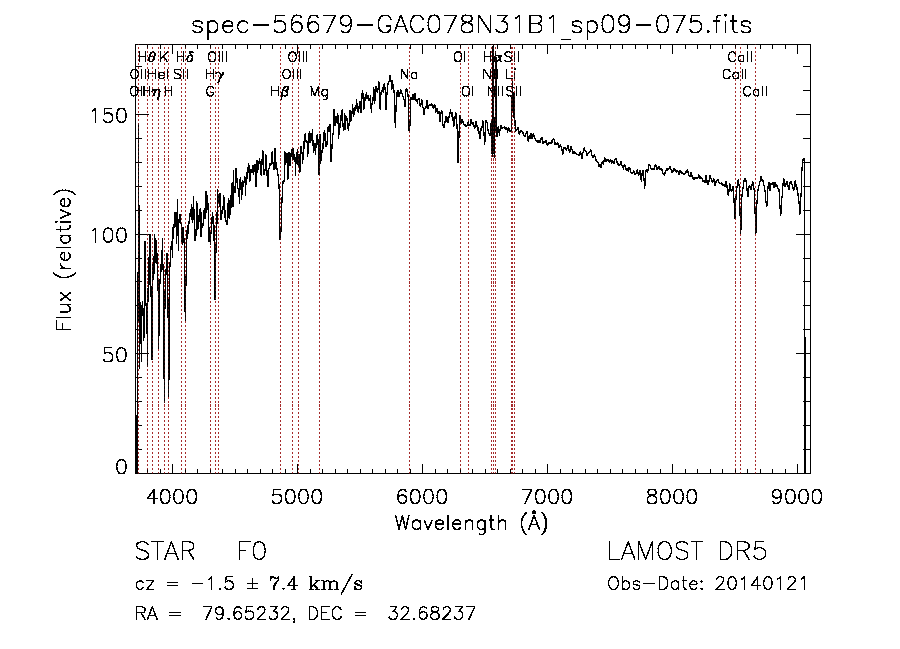 spec-56679-GAC078N31B1_sp09-075.fits
Hθ K Hδ OIII OIII OI Hα SII CaII
OII HeI SII Hγ OIII Na NII Li CaII
OII Hη H G Hβ Mg OI NII SII CaII
150
100
50
0
Flux (relative)
4000 5000 6000 7000 8000 9000
Wavelength (Å)
STAR F0 LAMOST DR5
cz = -1.5 ± 7.4 km/s Obs-Date: 20140121
RA = 79.65232, DEC = 32.68237